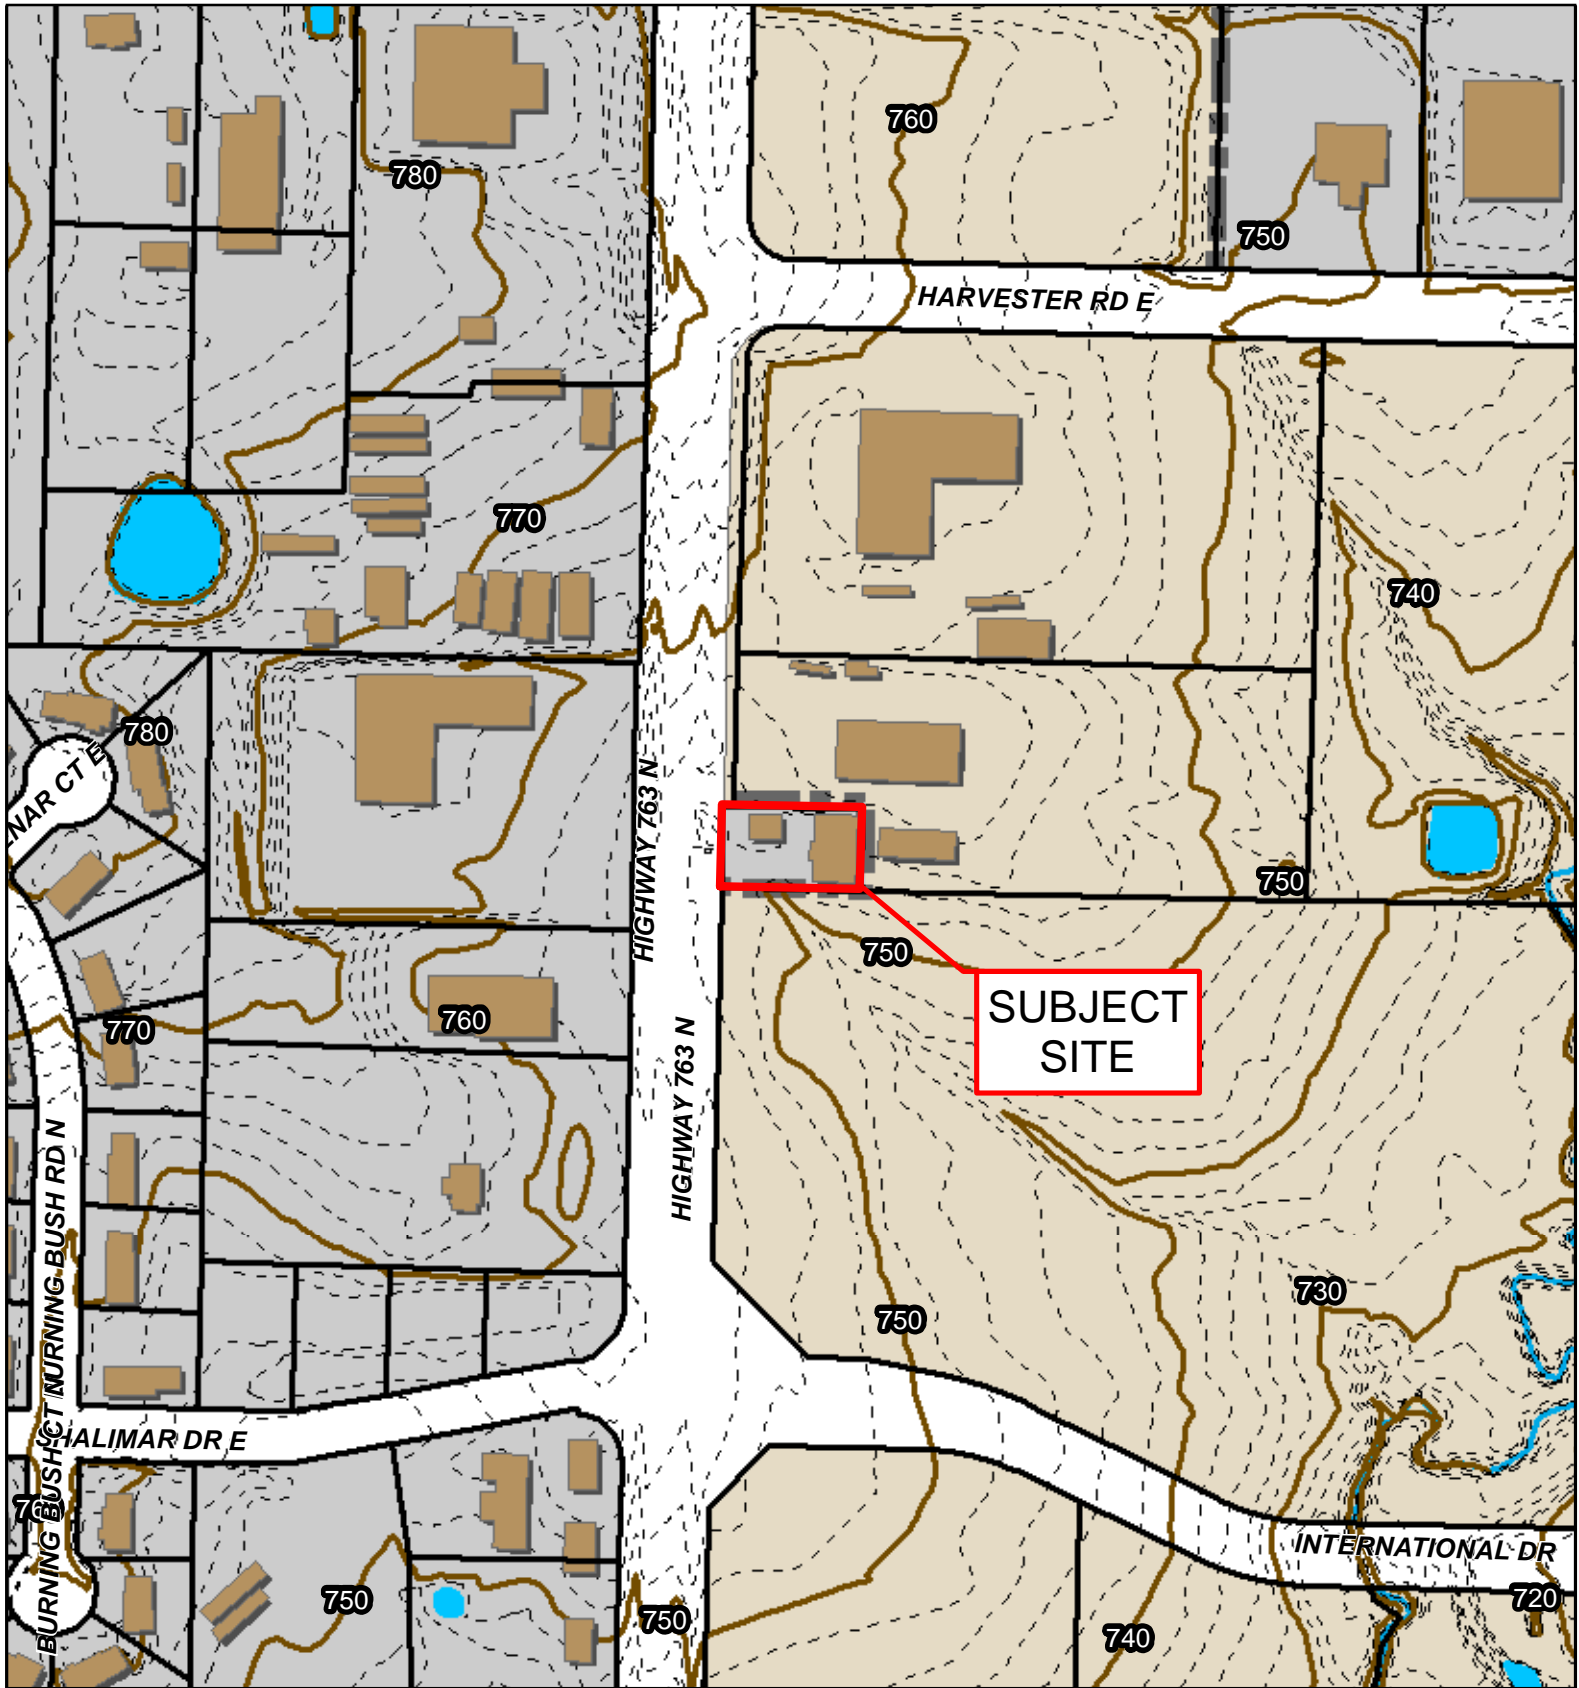 760
780
750
HARVESTER RD E
770
740
780
NAR CT E
HIGHWAY 763 N
750
750
SUBJECT
SITE
760
770
HIGHWAY 763 N
BURNING BUSH RD N
730
750
HALIMAR DR E
BURNING BUSH CT N
INTERNATIONAL DR
750
750
720
740